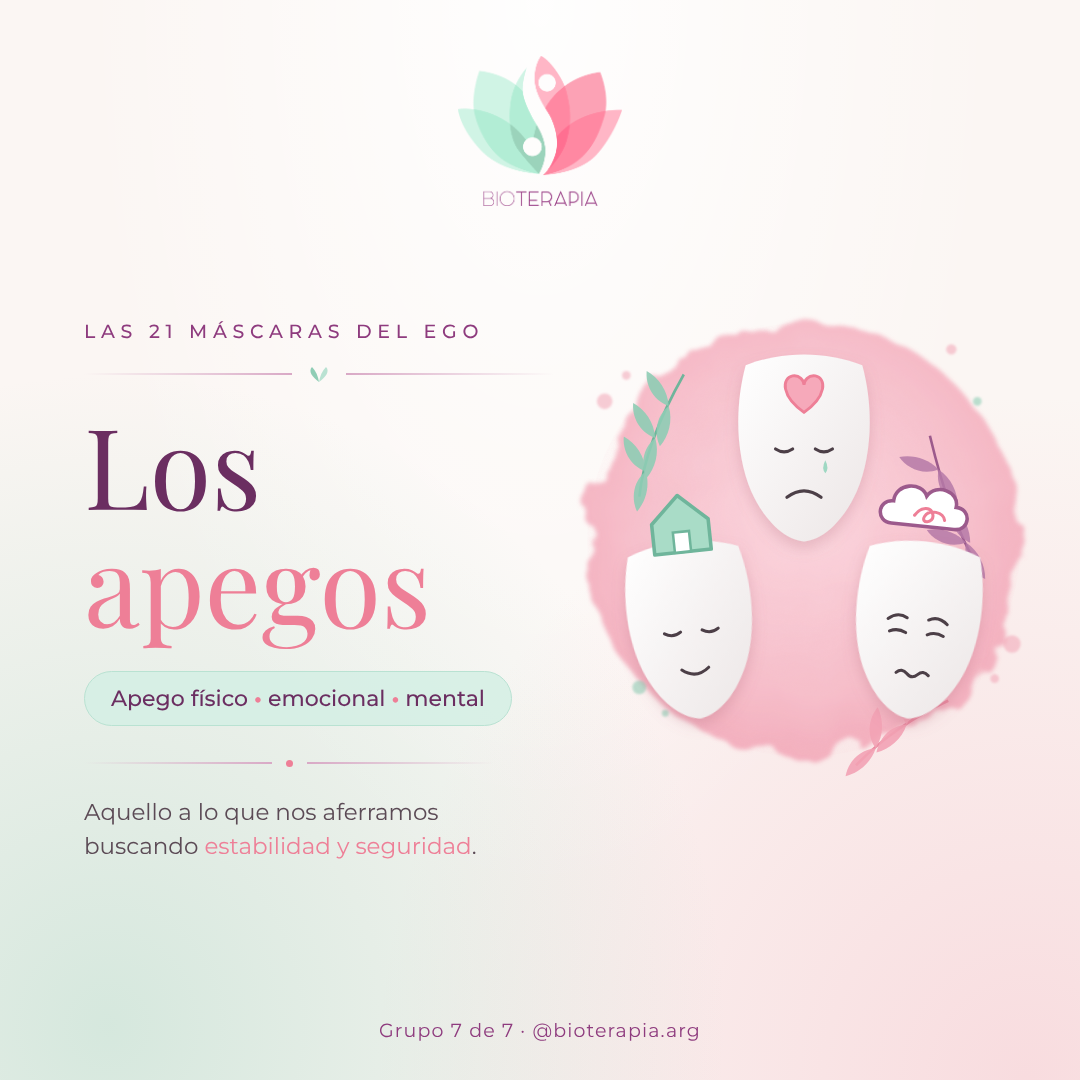 BIOTERAPIA
LAS 21 MÁSCARAS DEL EGO
Los
apegos
Apego físico • emocional • mental
Aquello a lo que nos aferramos
buscando estabilidad y seguridad.
Grupo 7 de 7 · @bioterapia.arg